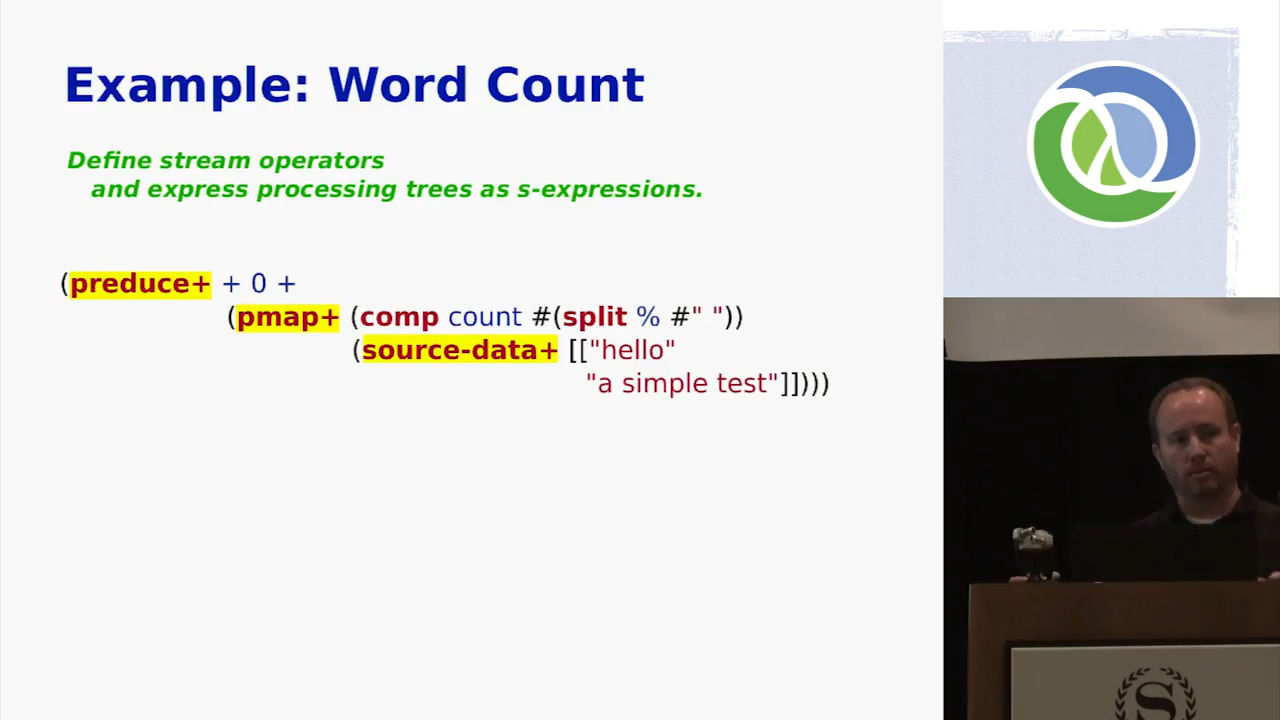 Example: Word Count
Define stream operators
and express processing trees as s-expressions.
(preduce+ + 0 +
(pmap+ (comp count #(split % #" "))
(source-data+ [["hello"
"a simple test"]])))
S